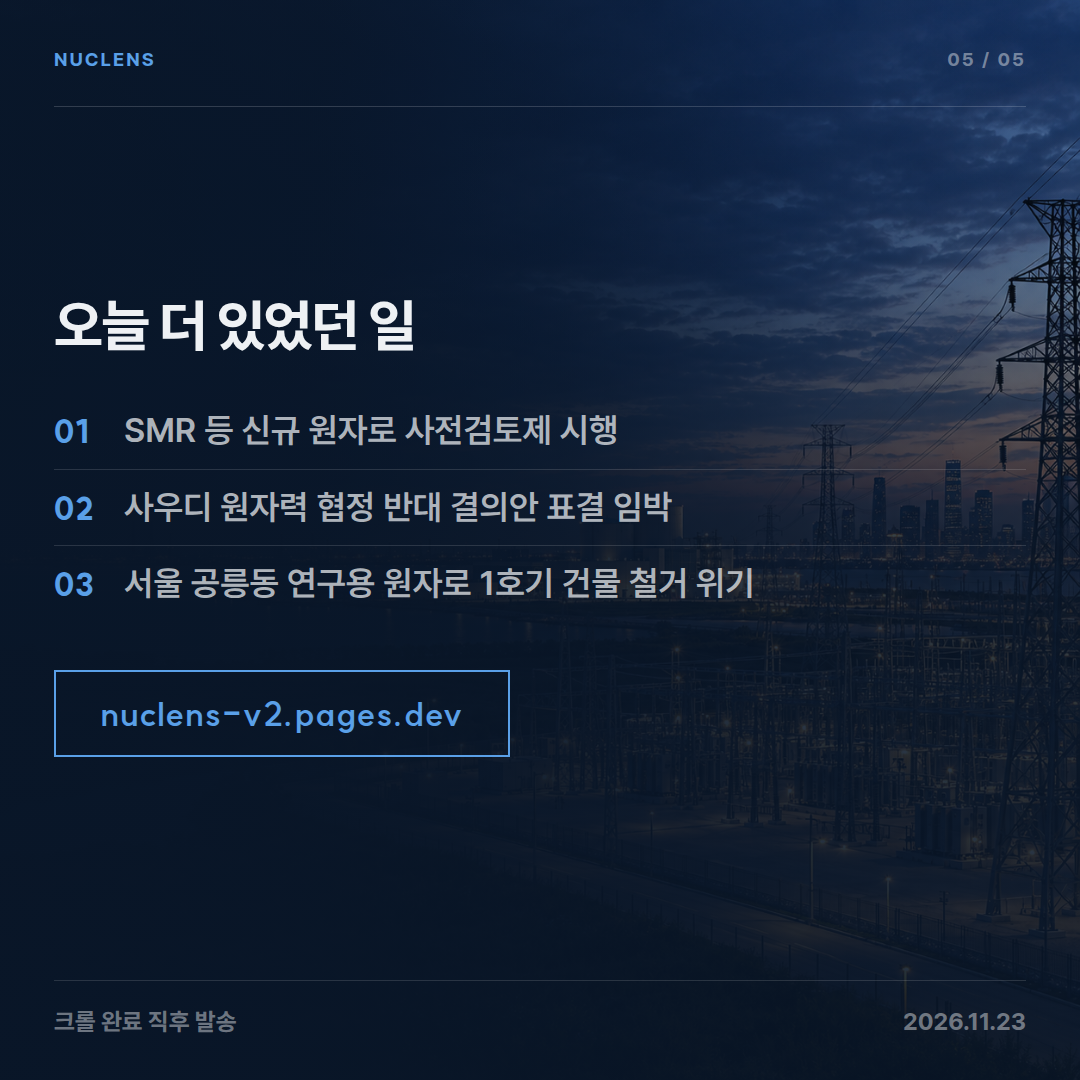 NUCLENS
05 / 05
오늘 더 있었던 일
01 SMR 등 신규 원자로 사전검토제 시행
02 사우디 원자력 협정 반대 결의안 표결 임박
03 서울 공릉동 연구용 원자로 1호기 건물 철거 위기
nuclens-v2.pages.dev
크롤 완료 직후 발송
2026.11.23